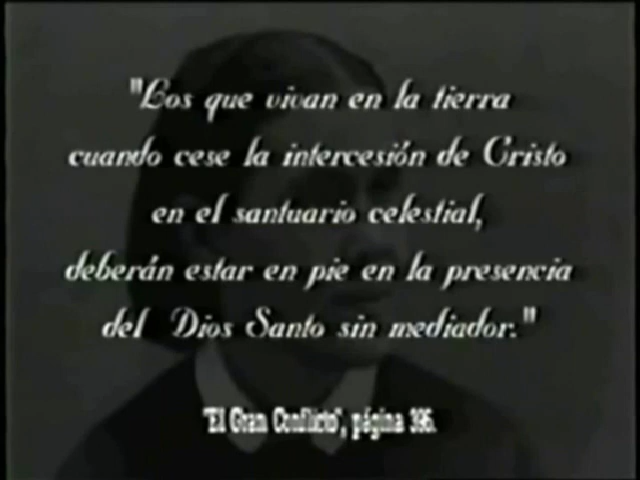 "Los que vivan en la tierra
cuando cese la intercesión de Cristo
en el santuario celestial,
deberán estar en pie en la presencia
del Dios Santo sin mediador."
"El Gran Conflicto", página 396.